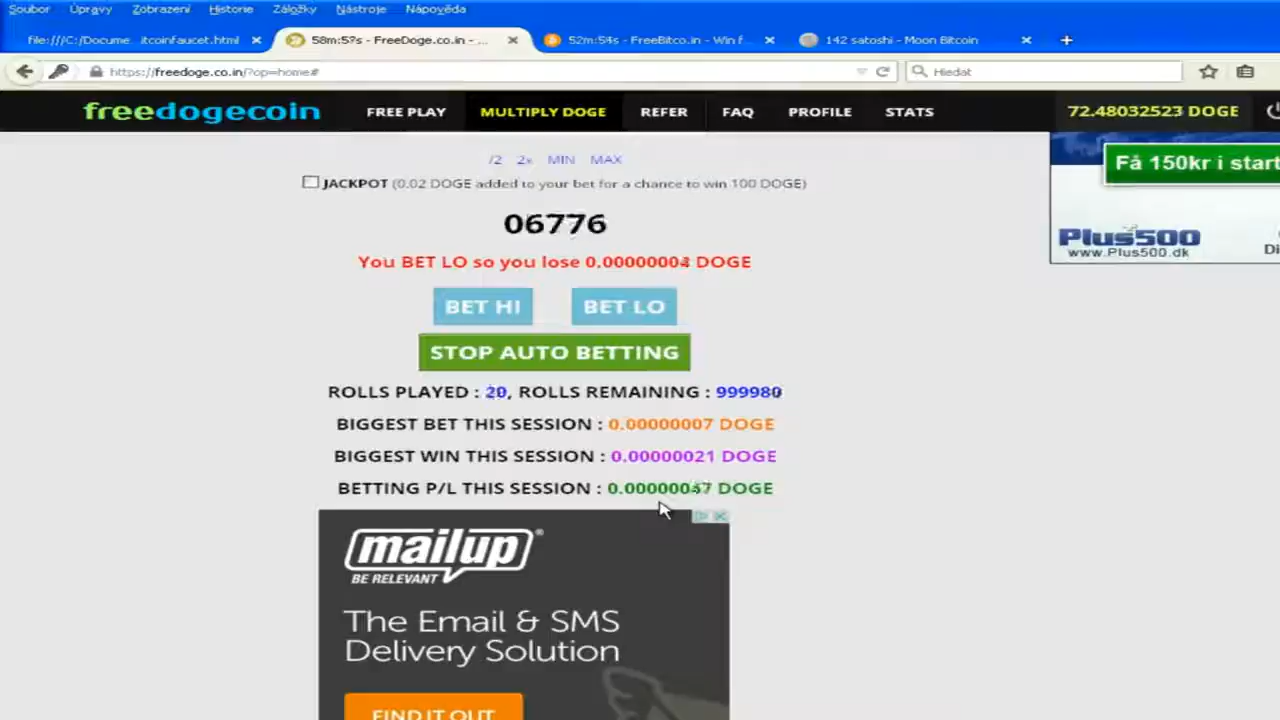 Soubor Úpravy Zobrazení Historie Záložky Nástroje Nápověda
file:///C:/Docume...itcoinfaucet.html 58m:57s - FreeDoge.co.in - ... 52m:54s - FreeBitco.in - Win f... 142 satoshi - Moon Bitcoin
https://freedoge.co.in/?op=home# Hledat
freedogecoin FREE PLAY MULTIPLY DOGE REFER FAQ PROFILE STATS 72.48032523 DOGE
/2 2x MIN MAX
JACKPOT (0.02 DOGE added to your bet for a chance to win 100 DOGE)
Få 150kr i start
06776
You BET LO so you lose DOGE
Plus500
www.Plus500.dk
BET HI BET LO
STOP AUTO BETTING
ROLLS PLAYED : 20, ROLLS REMAINING : 999980
BIGGEST BET THIS SESSION : 0.00000007 DOGE
BIGGEST WIN THIS SESSION : 0.00000021 DOGE
BETTING P/L THIS SESSION : DOGE
mailup®
BE RELEVANT
The Email & SMS
Delivery Solution
FIND IT OUT